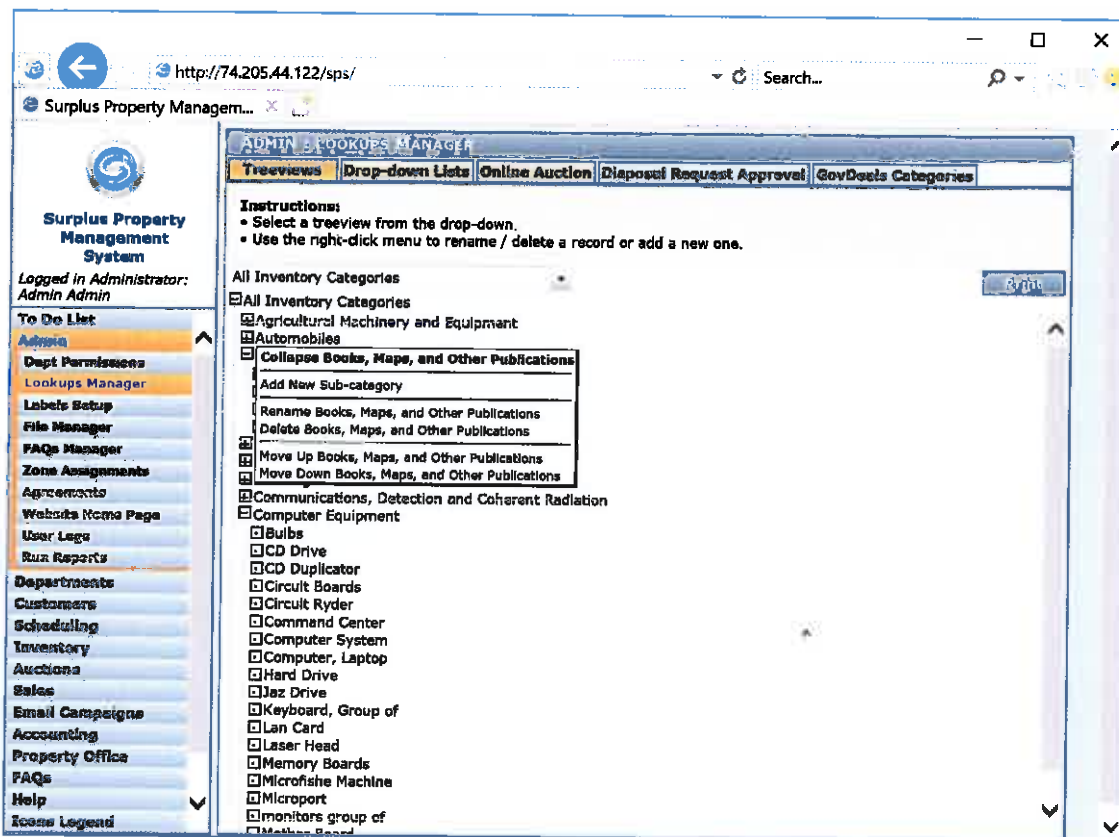 http://74.205.44.122/sps/
Search...
Surplus Property Managem...
Surplus Property
Management
System
Logged in Administrator:
Admin Admin
To Do List
Admin
Dept Permissions
Lookups Manager
Labels Setup
File Manager
FAQs Manager
Zone Assignments
Agreements
Website Home Page
User Logs
Run Reports
Departments
Customers
Scheduling
Inventory
Auctions
Sales
Email Campaigns
Accounting
Property Office
FAQs
Help
Icons Legend
ADMIN : LOOKUPS MANAGER
Treeviews Drop-down Lists Online Auction Disposal Request Approval GovDeals Categories
Instructions:
• Select a treeview from the drop-down.
• Use the right-click menu to rename / delete a record or add a new one.
All Inventory Categories
Print
All Inventory Categories
Agricultural Machinery and Equipment
Automobiles
Collapse Books, Maps, and Other Publications
Add New Sub-category
Rename Books, Maps, and Other Publications
Delete Books, Maps, and Other Publications
Move Up Books, Maps, and Other Publications
Move Down Books, Maps, and Other Publications
Communications, Detection and Coherent Radiation
Computer Equipment
Bulbs
CD Drive
CD Duplicator
Circuit Boards
Circuit Ryder
Command Center
Computer System
Computer, Laptop
Hard Drive
Jaz Drive
Keyboard, Group of
Lan Card
Laser Head
Memory Boards
Microfishe Machine
Microport
monitors group of
Mother Board